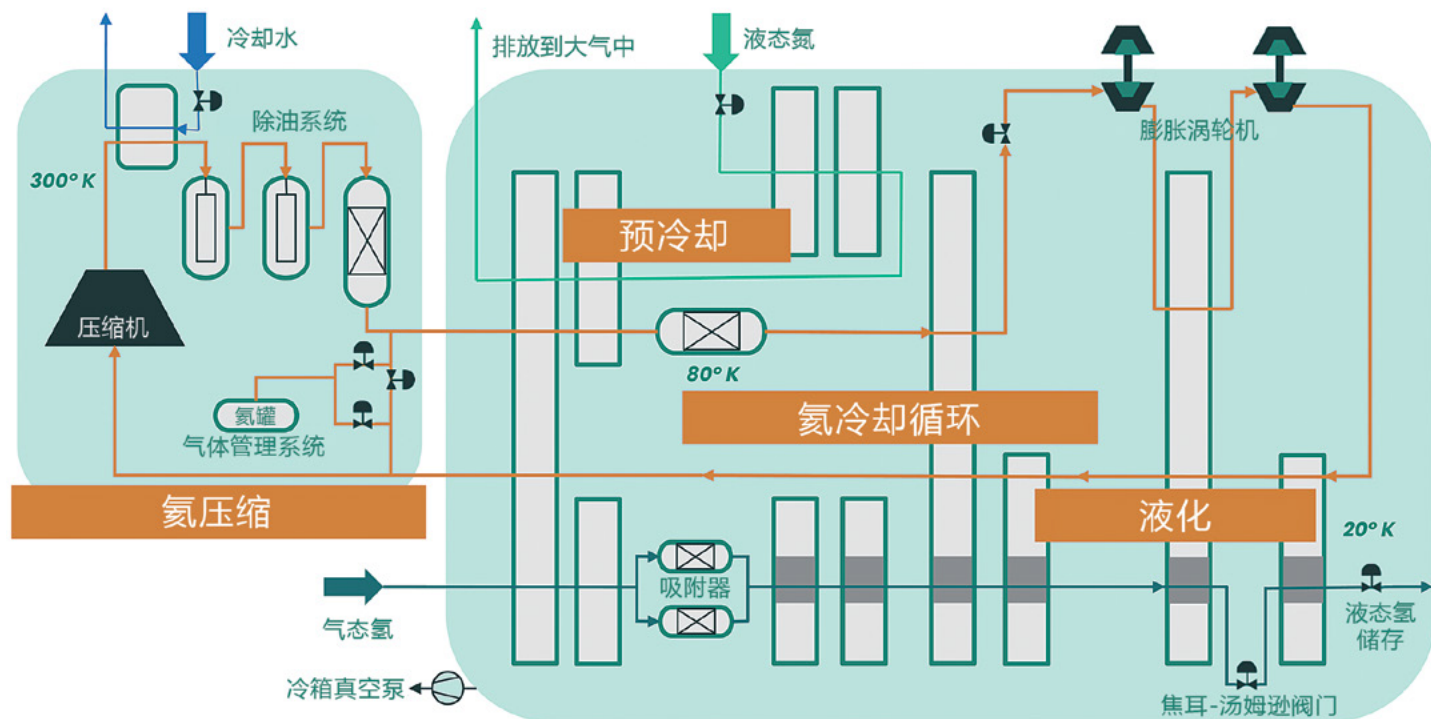 冷却水
排放到大气中
液态氮
除油系统
膨胀涡轮机
300° K
预冷却
压缩机
80° K
氦罐
气体管理系统
氦冷却循环
氦压缩
液化
20° K
吸附器
气态氢
液态氢
储存
冷箱真空泵
焦耳-汤姆逊阀门